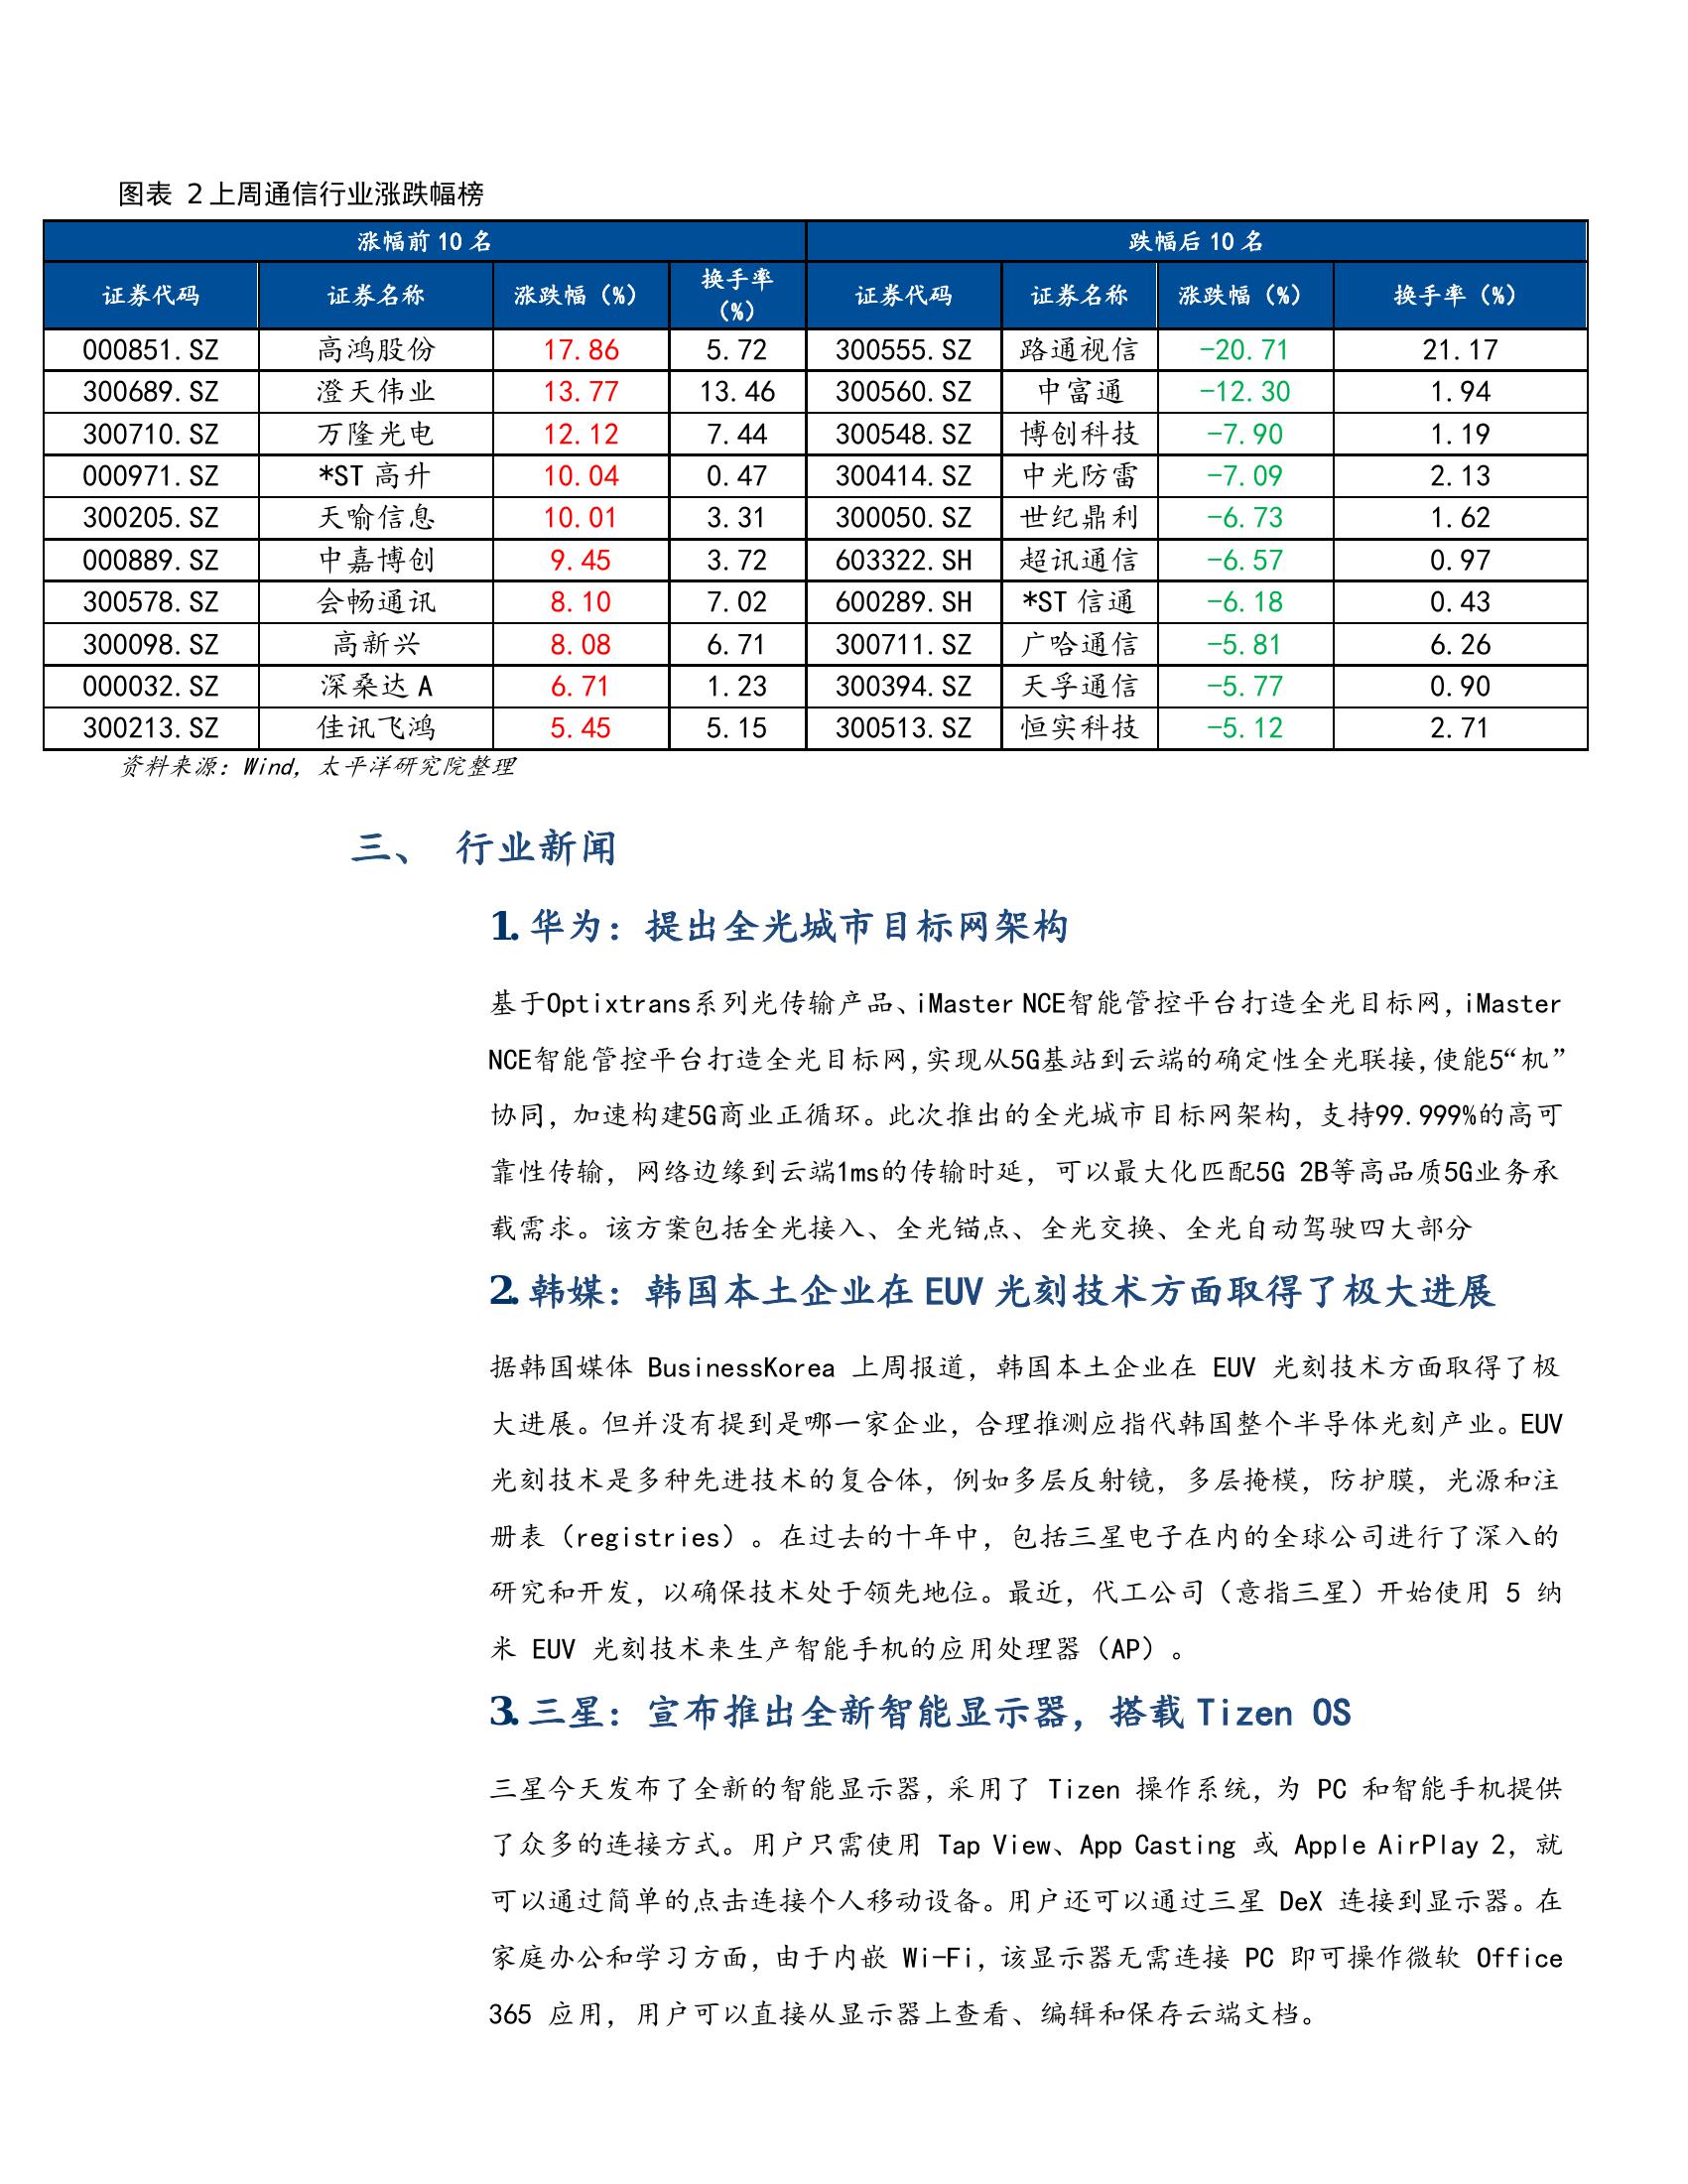 图表 2上周通信行业涨跌幅榜
涨幅前10名 跌幅后10名
证券代码 证券名称 涨跌幅（%） 换手率（%） 证券代码 证券名称 涨跌幅（%） 换手率（%）
000851.SZ 高鸿股份 17.86 5.72 300555.SZ 路通视信 -20.71 21.17
300689.SZ 澄天伟业 13.77 13.46 300560.SZ 中富通 -12.30 1.94
300710.SZ 万隆光电 12.12 7.44 300548.SZ 博创科技 -7.90 1.19
000971.SZ *ST高升 10.04 0.47 300414.SZ 中光防雷 -7.09 2.13
300205.SZ 天喻信息 10.01 3.31 300050.SZ 世纪鼎利 -6.73 1.62
000889.SZ 中嘉博创 9.45 3.72 603322.SH 超讯通信 -6.57 0.97
300578.SZ 会畅通讯 8.10 7.02 600289.SH *ST信通 -6.18 0.43
300098.SZ 高新兴 8.08 6.71 300711.SZ 广哈通信 -5.81 6.26
000032.SZ 深桑达A 6.71 1.23 300394.SZ 天孚通信 -5.77 0.90
300213.SZ 佳讯飞鸿 5.45 5.15 300513.SZ 恒实科技 -5.12 2.71
资料来源：Wind，太平洋研究院整理
三、 行业新闻
1.华为：提出全光城市目标网架构
基于Optixtrans系列光传输产品、iMaster NCE智能管控平台打造全光目标网，iMaster
NCE智能管控平台打造全光目标网，实现从5G基站到云端的确定性全光联接，使能5“机”
协同，加速构建5G商业正循环。此次推出的全光城市目标网架构，支持99.999%的高可
靠性传输，网络边缘到云端1ms的传输时延，可以最大化匹配5G 2B等高品质5G业务承
载需求。该方案包括全光接入、全光锚点、全光交换、全光自动驾驶四大部分
2.韩媒：韩国本土企业在EUV光刻技术方面取得了极大进展
据韩国媒体 BusinessKorea 上周报道，韩国本土企业在 EUV 光刻技术方面取得了极
大进展。但并没有提到是哪一家企业，合理推测应指代韩国整个半导体光刻产业。EUV
光刻技术是多种先进技术的复合体，例如多层反射镜，多层掩模，防护膜，光源和注
册表（registries）。在过去的十年中，包括三星电子在内的全球公司进行了深入的
研究和开发，以确保技术处于领先地位。最近，代工公司（意指三星）开始使用 5 纳
米 EUV 光刻技术来生产智能手机的应用处理器（AP）。
3.三星：宣布推出全新智能显示器，搭载Tizen OS
三星今天发布了全新的智能显示器，采用了 Tizen 操作系统，为 PC 和智能手机提供
了众多的连接方式。用户只需使用 Tap View、App Casting 或 Apple AirPlay 2，就
可以通过简单的点击连接个人移动设备。用户还可以通过三星 DeX 连接到显示器。在
家庭办公和学习方面，由于内嵌 Wi-Fi，该显示器无需连接 PC 即可操作微软 Office
365 应用，用户可以直接从显示器上查看、编辑和保存云端文档。